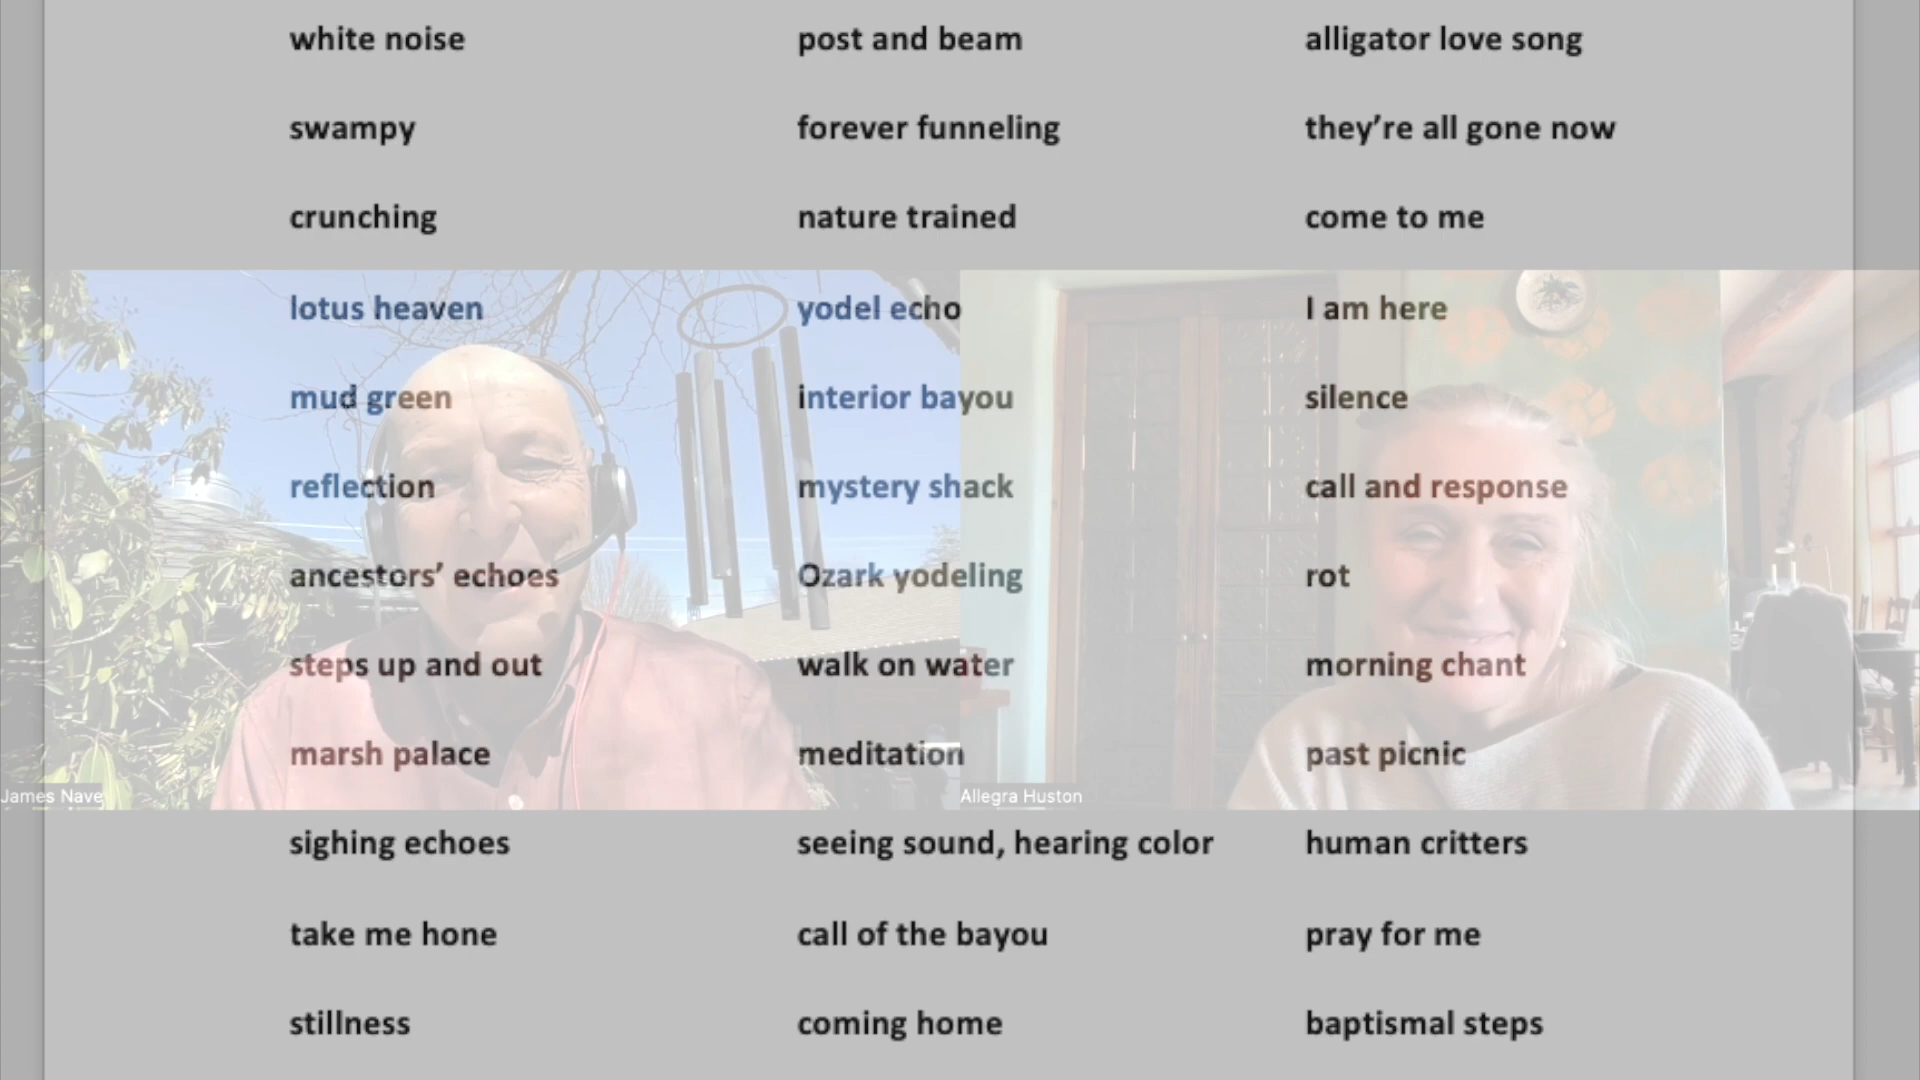 white noise post and beam alligator love song
swampy forever funneling they’re all gone now
crunching nature trained come to me
lotus heaven yodel echo I am here
mud green interior bayou silence
reflection mystery shack call and response
ancestors’ echoes Ozark yodeling rot
steps up and out walk on water morning chant
marsh palace meditation past picnic
James Nave Allegra Huston
sighing echoes seeing sound, hearing color human critters
take me hone call of the bayou pray for me
stillness coming home baptismal steps